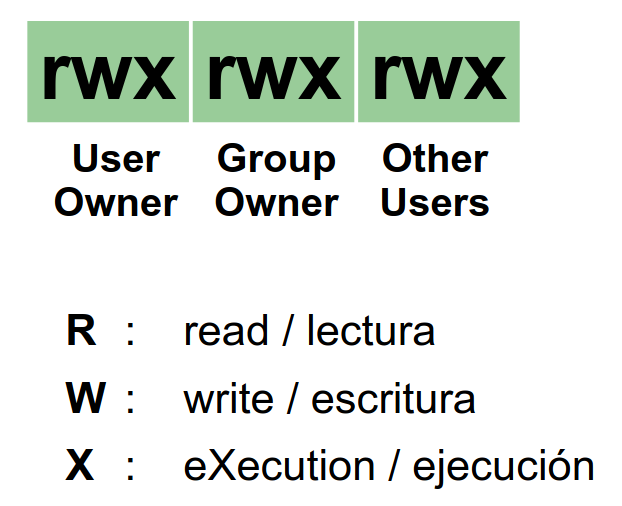 rwx rwx rwx
User Group Other
Owner Owner Users
R : read / lectura
W : write / escritura
X : eXecution / ejecución